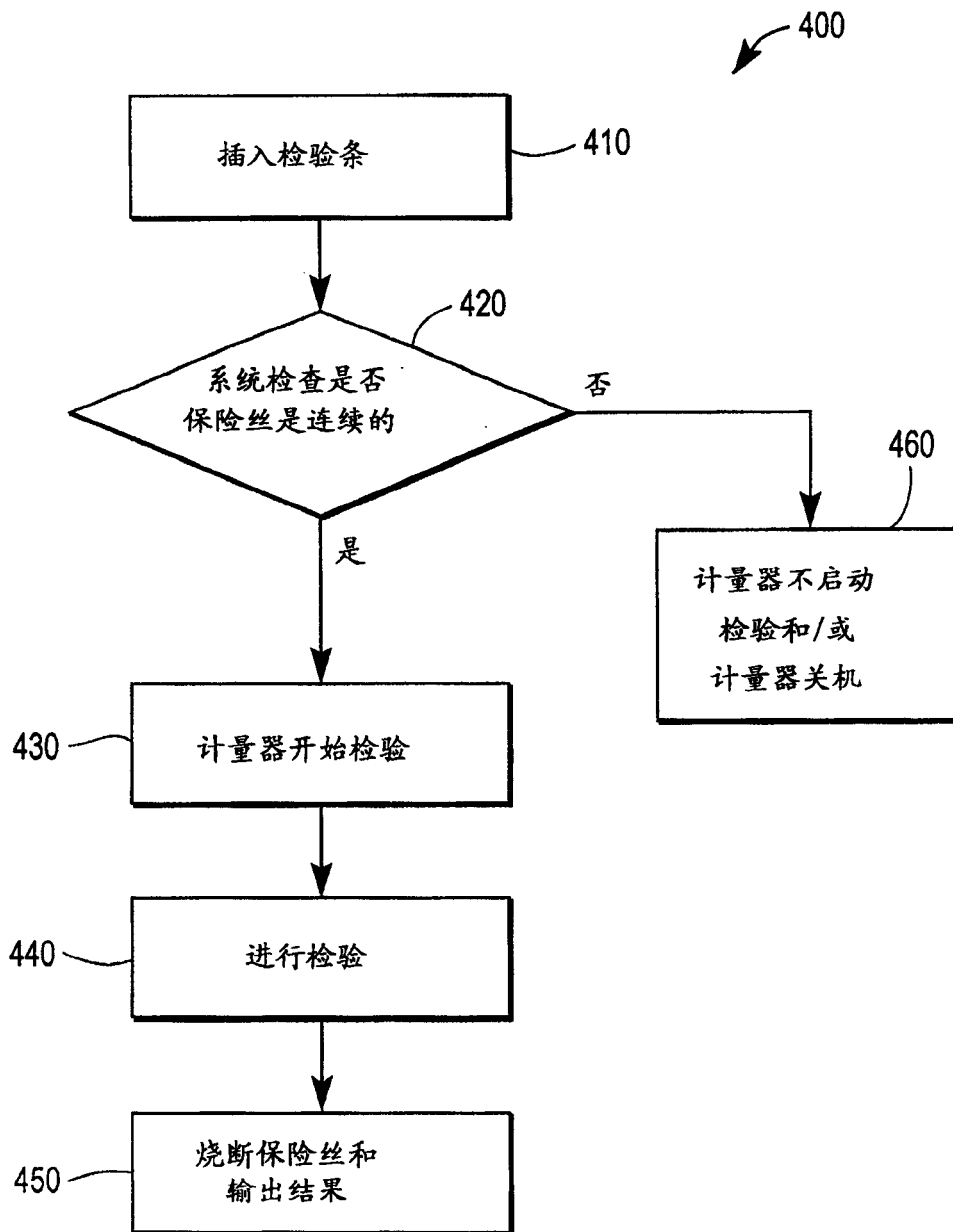 400
插入检验条
410
420
系统检查是否
保险丝是连续的
否
460
是
计量器不启动
检验和/或
计量器关机
430
计量器开始检验
440
进行检验
450
烧断保险丝和
输出结果